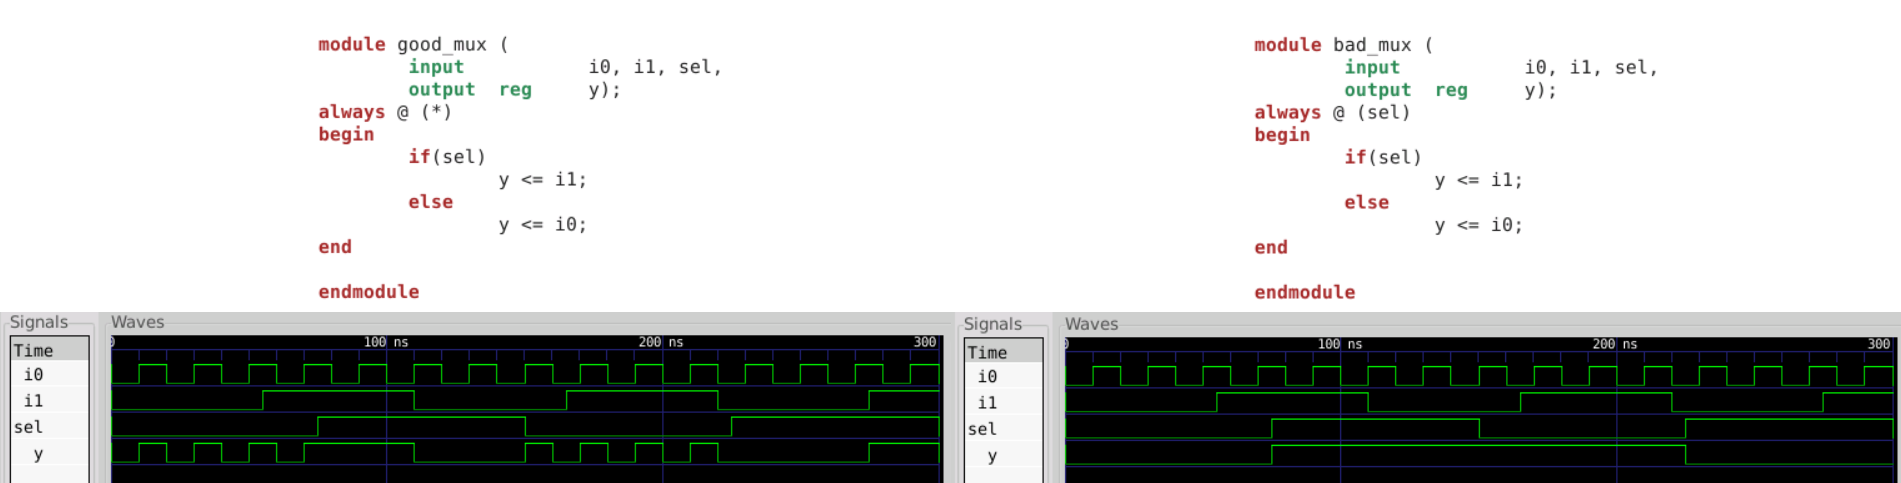 module good_mux (
input i0, i1, sel,
output reg y);
always @ (*)
begin
if(sel)
y <= i1;
else
y <= i0;
end
endmodule
module bad_mux (
input i0, i1, sel,
output reg y);
always @ (sel)
begin
if(sel)
y <= i1;
else
y <= i0;
end
endmodule
Signals
Waves
Time
0 100 ns 200 ns 300
i0
i1
sel
y
Signals
Waves
Time
0 100 ns 200 ns 300
i0
i1
sel
y